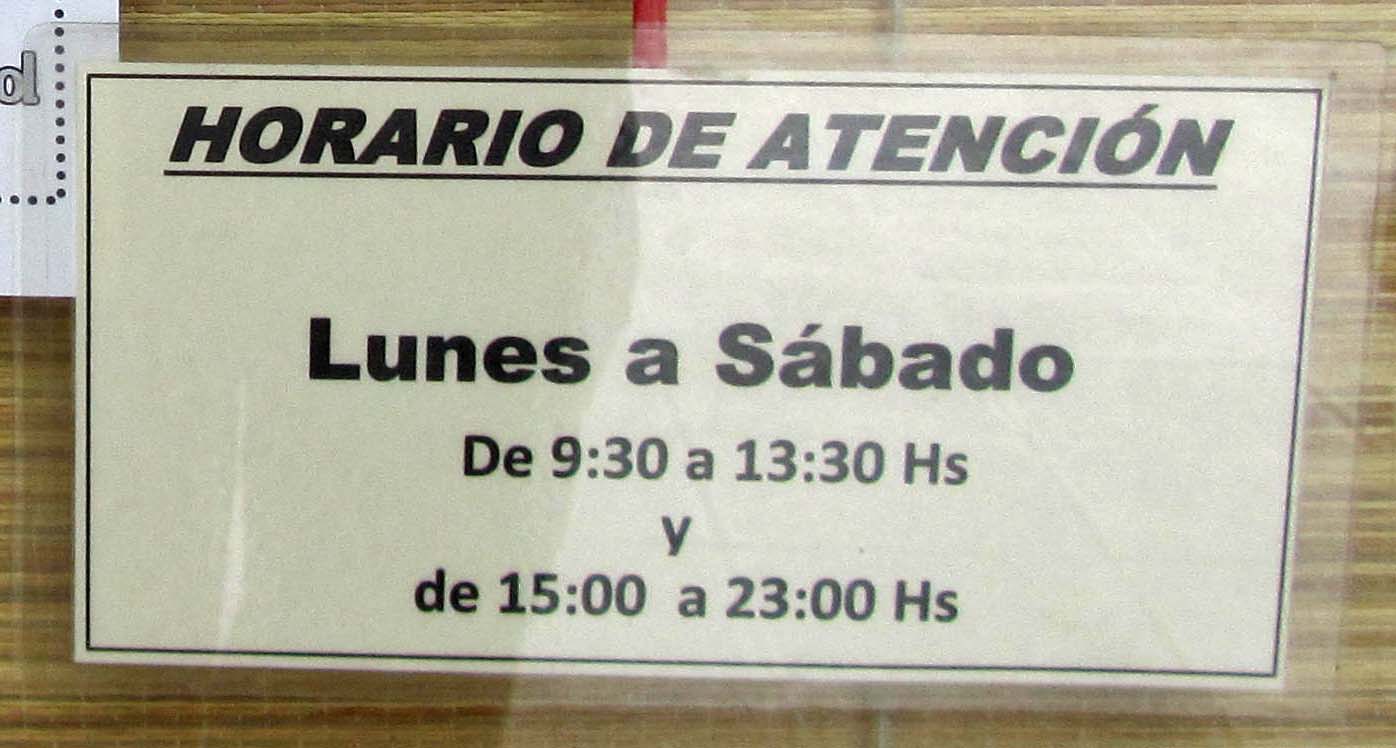 HORARIO DE ATENCIÓN
Lunes a Sábado
De 9:30 a 13:30 Hs
y
de 15:00 a 23:00 Hs